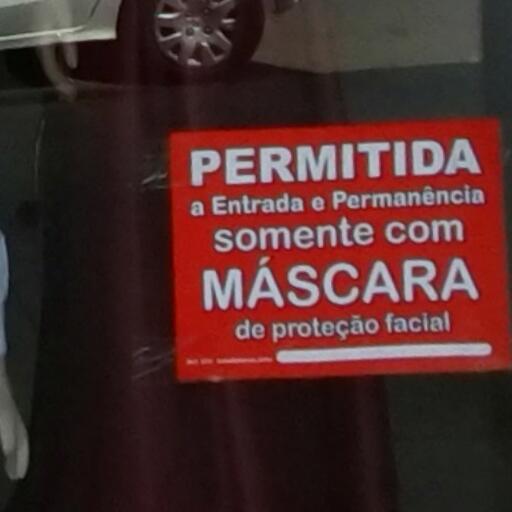 PERMITIDA
a Entrada e Permanência
somente com
MÁSCARA
de proteção facial